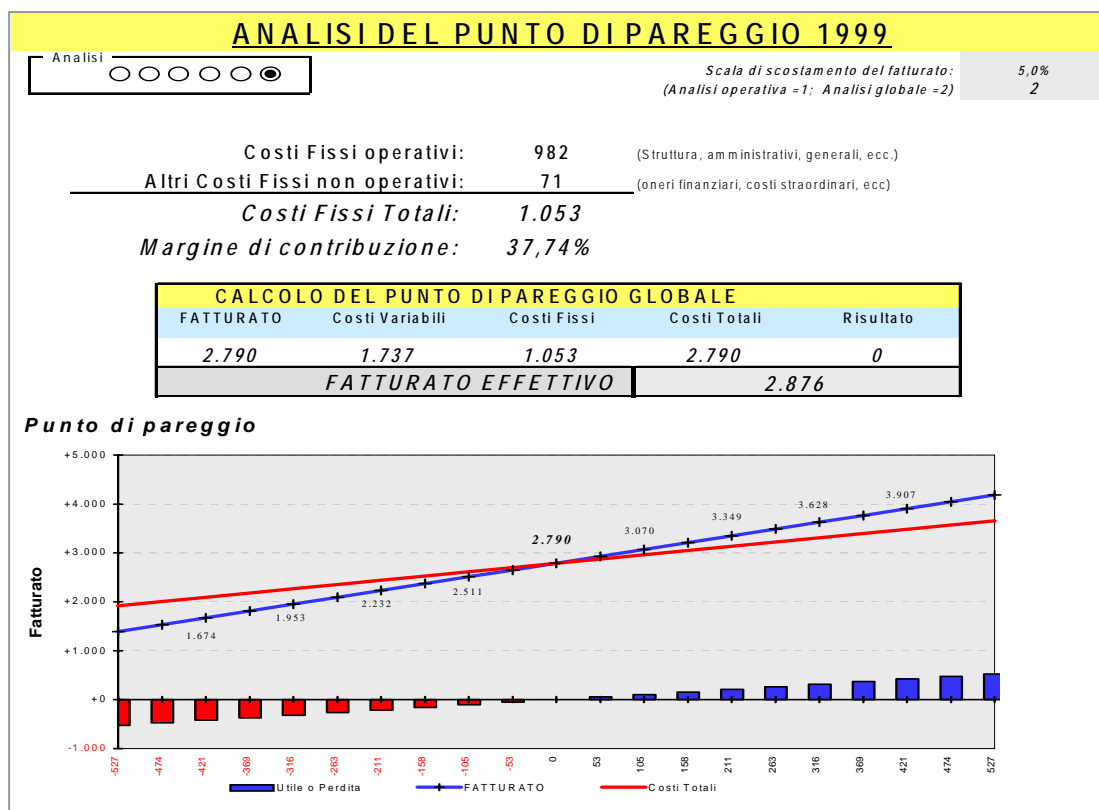 ANALISI DEL PUNTO DI PAREGGIO 1999
Analisi
Scala di scostamento del fatturato: 5,0%
(Analisi operativa =1; Analisi globale =2) 2
Costi Fissi operativi: 982 (Struttura, amministrativi, generali, ecc.)
Altri Costi Fissi non operativi: 71 (oneri finanziari, costi straordinari, ecc)
Costi Fissi Totali: 1.053
Margine di contribuzione: 37,74%
CALCOLO DEL PUNTO DI PAREGGIO GLOBALE
FATTURATO Costi Variabili Costi Fissi Costi Totali Risultato
2.790 1.737 1.053 2.790 0
FATTURATO EFFETTIVO 2.876
Punto di pareggio
Fatturato
+5.000
+4.000
+3.000
+2.000
+1.000
+0
-1.000
1.674
1.953
2.232
2.511
2.790
3.070
3.349
3.628
3.907
-527 -474 -421 -369 -316 -263 -211 -158 -105 -53 0 53 105 158 211 263 316 369 421 474 527
Utile o Perdita FATTURATO Costi Totali